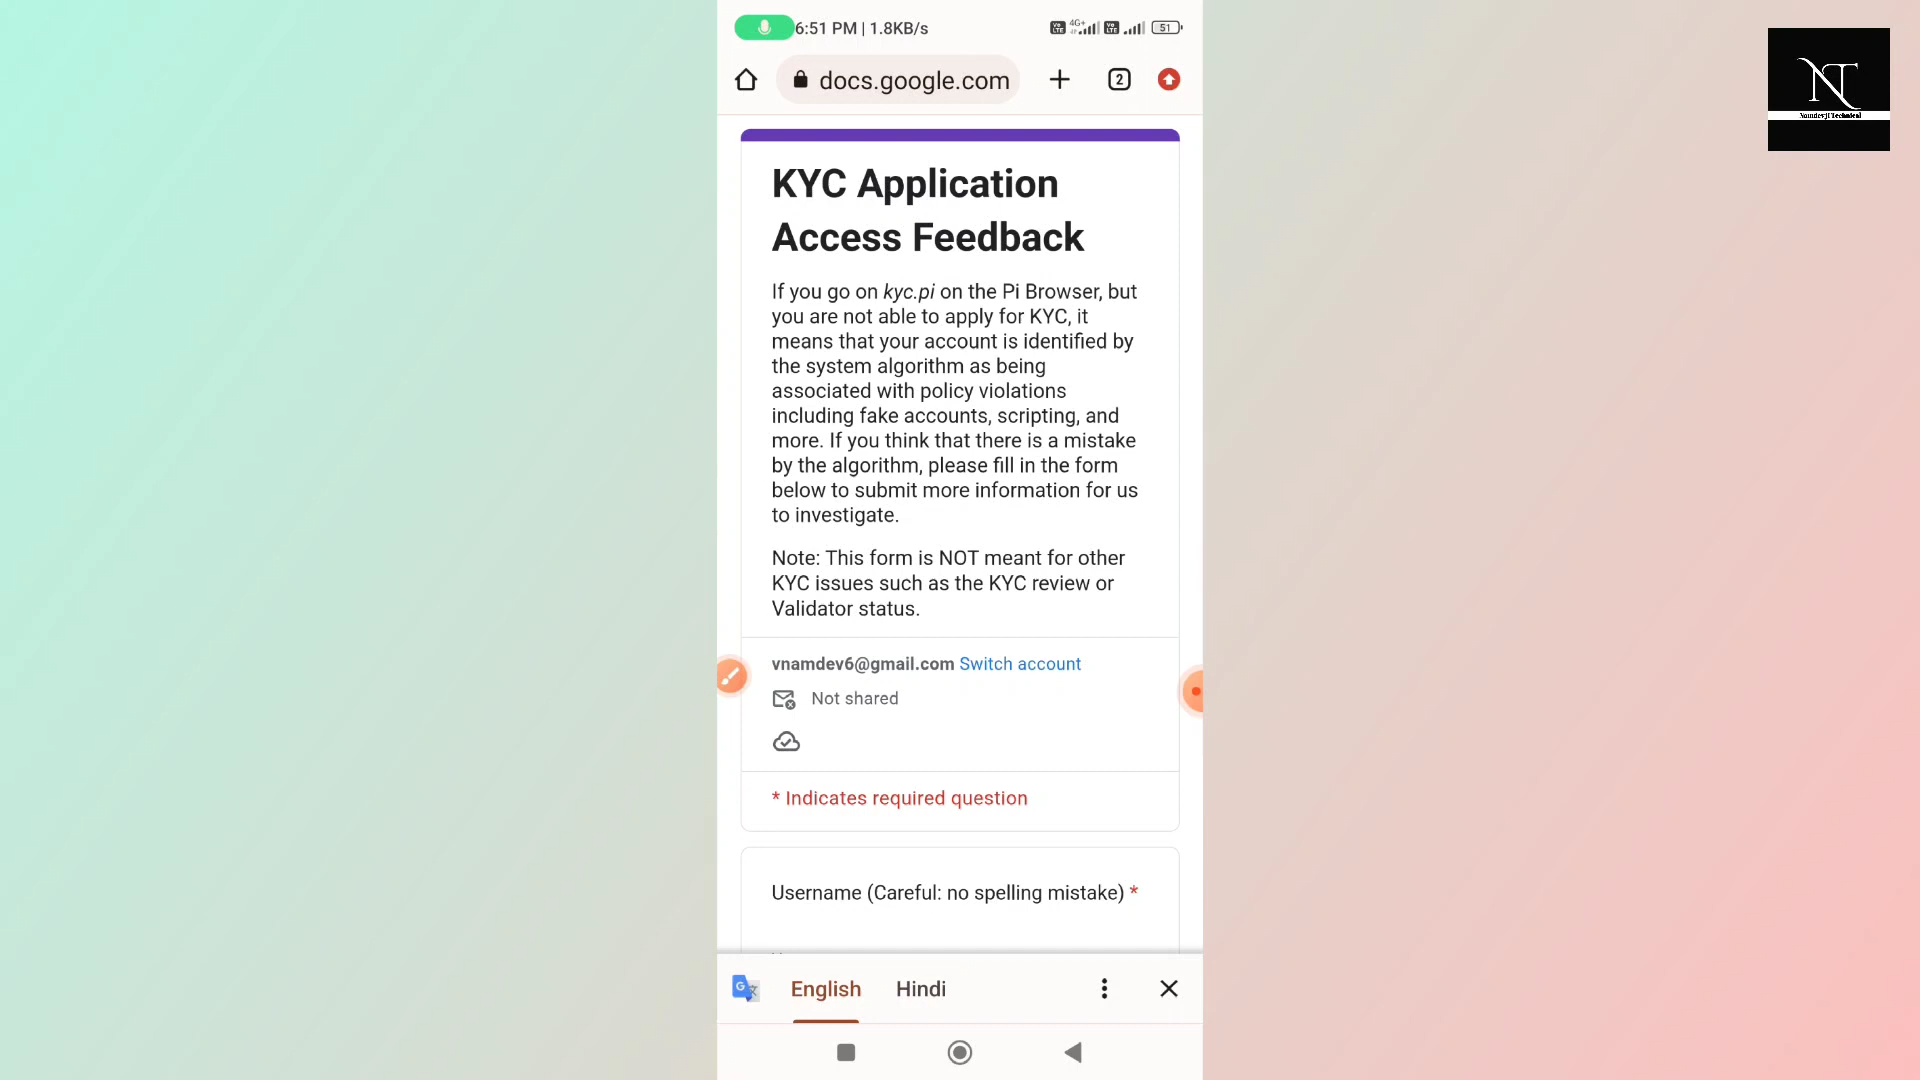 6:51 PM | 1.8KB/s
4G+
51
docs.google.com
2
KYC Application
Access Feedback
If you go on kyc.pi on the Pi Browser, but
you are not able to apply for KYC, it
means that your account is identified by
the system algorithm as being
associated with policy violations
including fake accounts, scripting, and
more. If you think that there is a mistake
by the algorithm, please fill in the form
below to submit more information for us
to investigate.
Note: This form is NOT meant for other
KYC issues such as the KYC review or
Validator status.
vnamdev6@gmail.com Switch account
Not shared
* Indicates required question
Username (Careful: no spelling mistake) *
English
Hindi
NT
Namdevji Technical